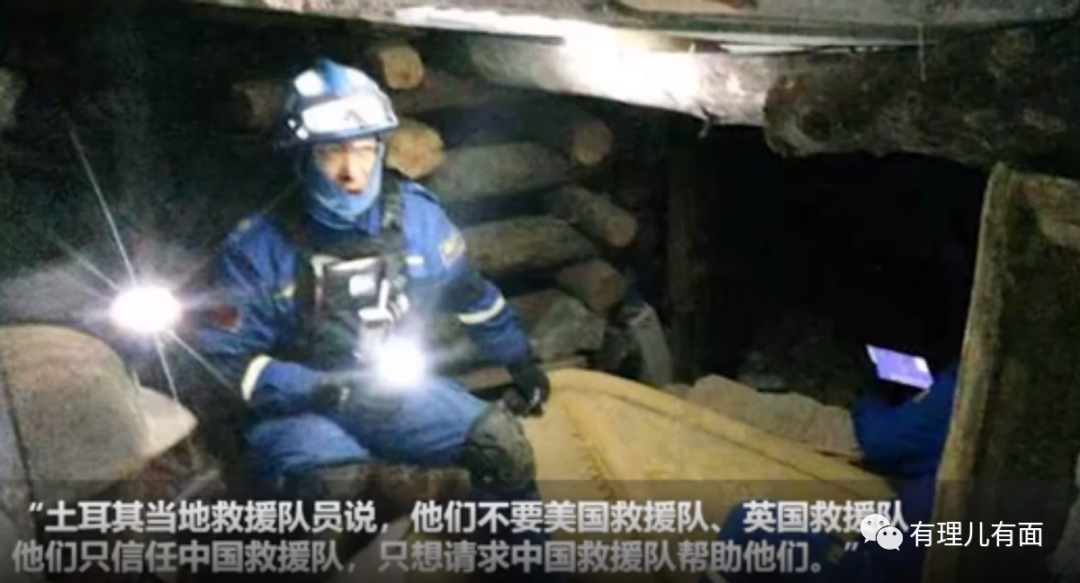 “土耳其当地救援队员说，他们不要美国救援队、英国救援队
他们只信任中国救援队，只想请求中国救援队帮助他们。”
有理儿有面